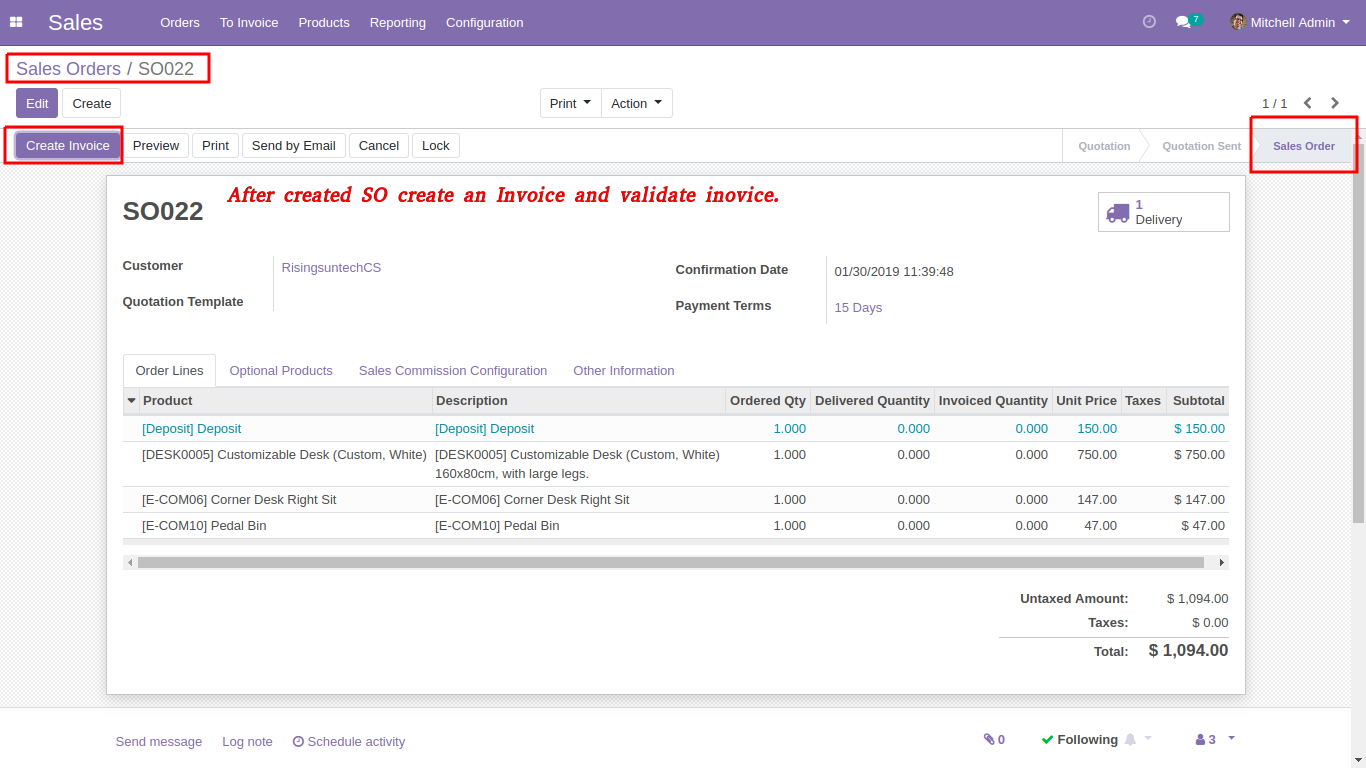 Sales Orders To Invoice Products Reporting Configuration 7 Mitchell Admin
Sales Orders / SO022
Edit Create Print Action 1 / 1
Create Invoice Preview Print Send by Email Cancel Lock Quotation Quotation Sent Sales Order
After created SO create an Invoice and validate inovice.
SO022
1
Delivery
Customer RisingsuntechCS
Confirmation Date 01/30/2019 11:39:48
Quotation Template
Payment Terms 15 Days
Order Lines Optional Products Sales Commission Configuration Other Information
Product Description Ordered Qty Delivered Quantity Invoiced Quantity Unit Price Taxes Subtotal
[Deposit] Deposit [Deposit] Deposit 1.000 0.000 0.000 150.00 $ 150.00
[DESK0005] Customizable Desk (Custom, White) [DESK0005] Customizable Desk (Custom, White) 1.000 0.000 0.000 750.00 $ 750.00
160x80cm, with large legs.
[E-COM06] Corner Desk Right Sit [E-COM06] Corner Desk Right Sit 1.000 0.000 0.000 147.00 $ 147.00
[E-COM10] Pedal Bin [E-COM10] Pedal Bin 1.000 0.000 0.000 47.00 $ 47.00
Untaxed Amount: $ 1,094.00
Taxes: $ 0.00
Total: $ 1,094.00
Send message Log note Schedule activity 0 Following 3